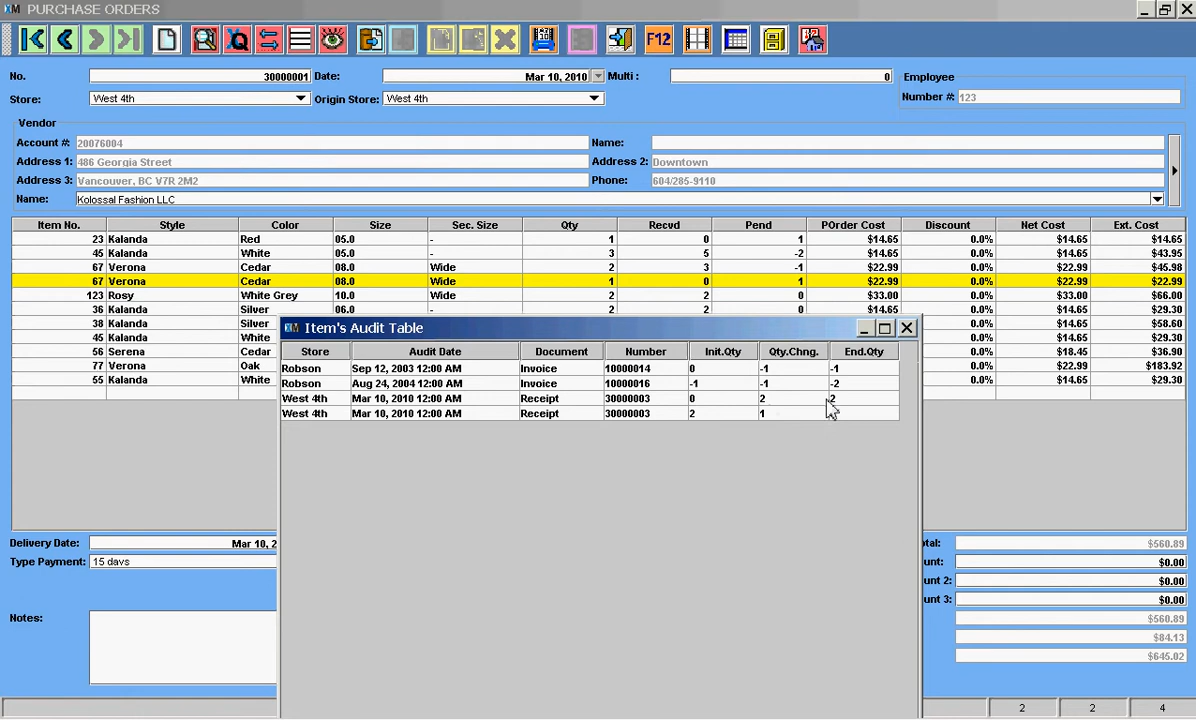 PURCHASE ORDERS
F12
No. 30000001 Date: Mar 10, 2010 Multi : 0 Employee
Store: West 4th Origin Store: West 4th Number #: 123
Vendor
Account #: 20076004 Name:
Address 1: 486 Georgia Street Address 2: Downtown
Address 3: Vancouver, BC V7R 2M2 Phone: 604/285-9110
Name: Kolossal Fashion LLC
Item No. Style Color Size Sec. Size Qty Recvd Pend POrder Cost Discount Net Cost Ext. Cost
23 Kalanda Red 05.0 - 1 0 1 $14.65 0.0% $14.65 $14.65
45 Kalanda White 05.0 - 3 5 -2 $14.65 0.0% $14.65 $43.95
67 Verona Cedar 08.0 Wide 2 3 -1 $22.99 0.0% $22.99 $45.98
67 Verona Cedar 08.0 Wide 1 0 1 $22.99 0.0% $22.99 $22.99
123 Rosy White Grey 10.0 Wide 2 2 0 $33.00 0.0% $33.00 $66.00
36 Kalanda Silver 06.0 - 2 2 0 $14.65 0.0% $14.65 $29.30
38 Kalanda Silver 0.0% $14.65 $58.60
45 Kalanda White 0.0% $14.65 $29.30
56 Serena Cedar 0.0% $18.45 $36.90
77 Verona Oak 0.0% $22.99 $183.92
55 Kalanda White 0.0% $14.65 $29.30
Item's Audit Table
Store Audit Date Document Number Init.Qty Qty.Chng. End.Qty
Robson Sep 12, 2003 12:00 AM Invoice 10000014 0 -1 -1
Robson Aug 24, 2004 12:00 AM Invoice 10000016 -1 -1 -2
West 4th Mar 10, 2010 12:00 AM Receipt 30000003 0 2 2
West 4th Mar 10, 2010 12:00 AM Receipt 30000003 2 1
Delivery Date: Mar 10, 2 otal: $560.89
Type Payment: 15 days ount: $0.00
unt 2: $0.00
unt 3: $0.00
Notes: $560.89
$84.13
$645.02
2 2 4